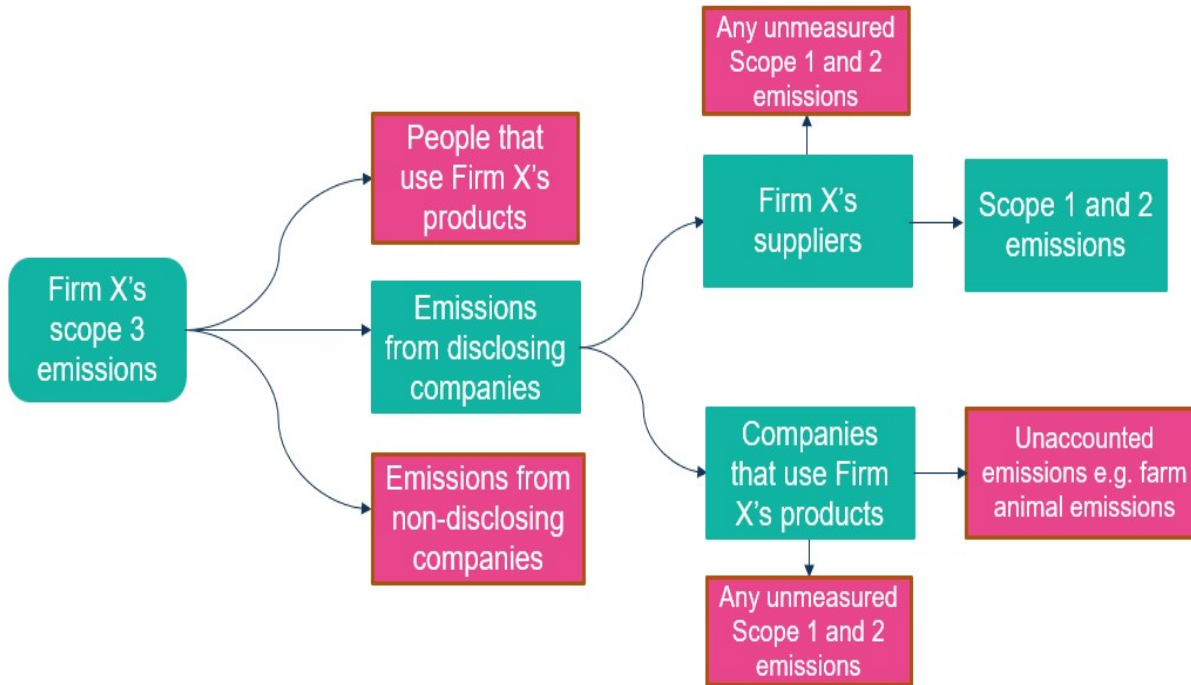 Firm X's
scope 3
emissions
People that
use Firm X's
products
Emissions
from disclosing
companies
Emissions from
non-disclosing
companies
Any unmeasured
Scope 1 and 2
emissions
Firm X's
suppliers
Scope 1 and 2
emissions
Companies
that use Firm
X's products
Unaccounted
emissions e.g. farm
animal emissions
Any unmeasured
Scope 1 and 2
emissions